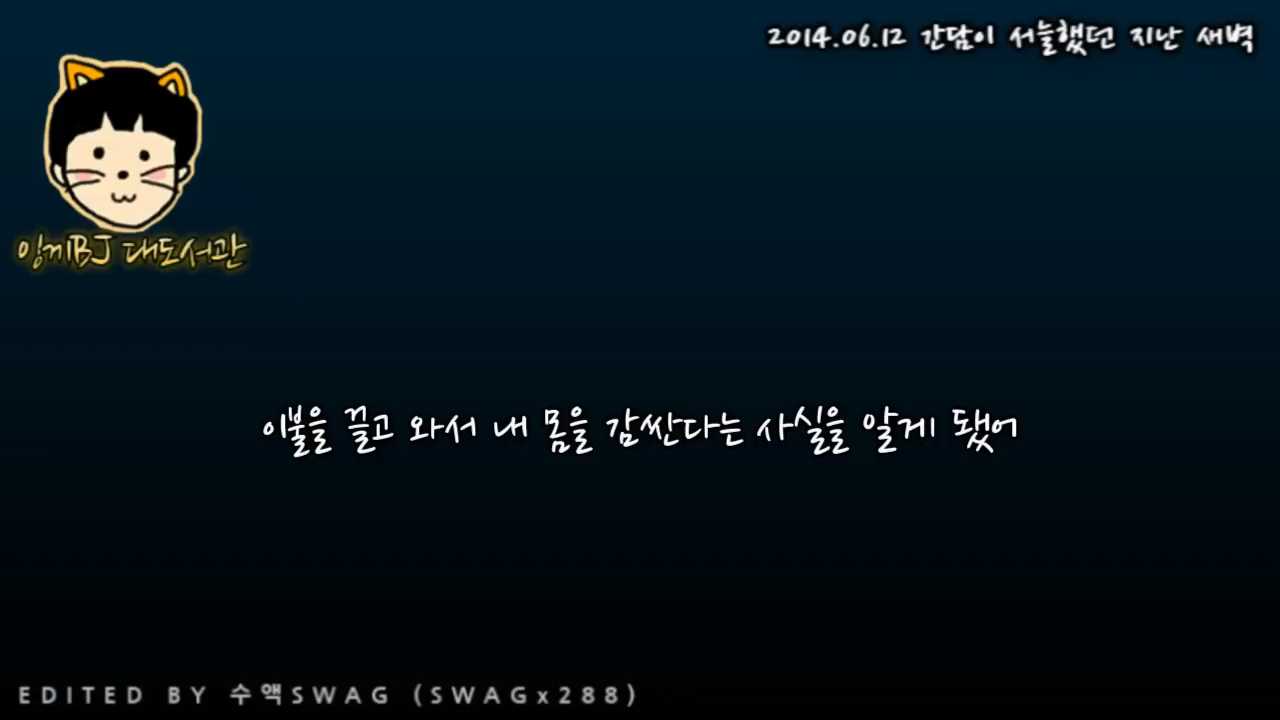 2014.06.12 간담이 서늘했던 지난 새벽
잉끼BJ 대도서관
이불을 끌고 와서 내 몸을 감싼다는 사실을 알게 됐어
EDITED BY 수액SWAG (SWAGx288)